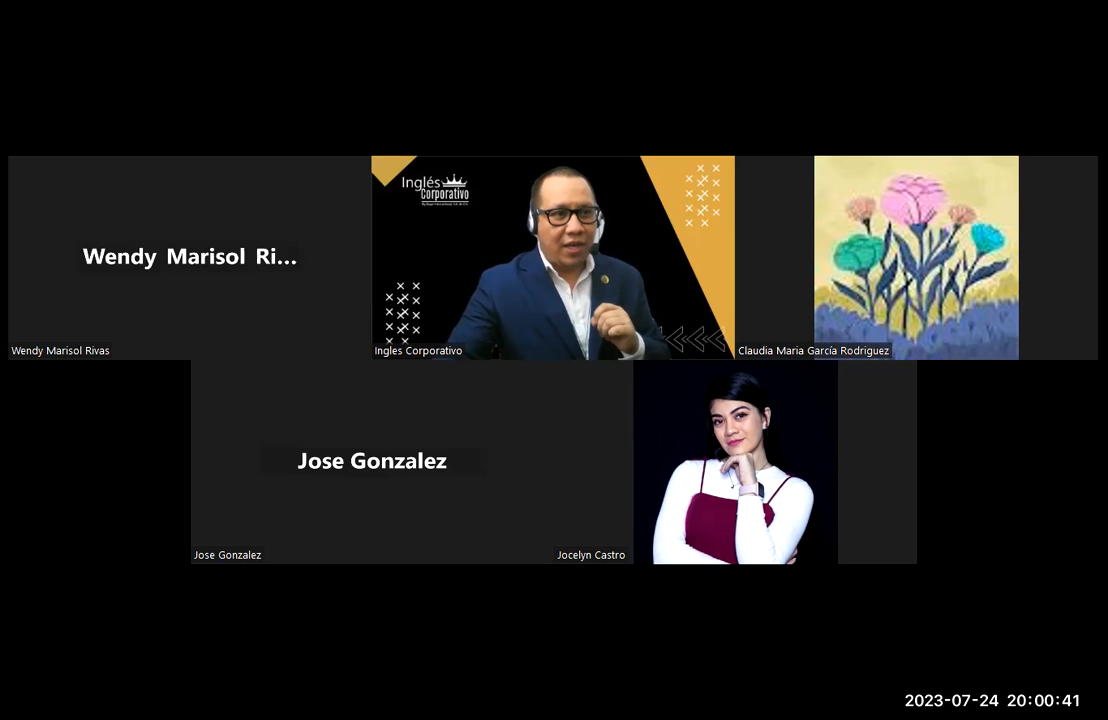 Wendy Marisol Ri...
Wendy Marisol Rivas
Inglés
Corporativo
Ingles Corporativo
Claudia Maria García Rodriguez
Jose Gonzalez
Jose Gonzalez
Jocelyn Castro
2023-07-24 20:00:41